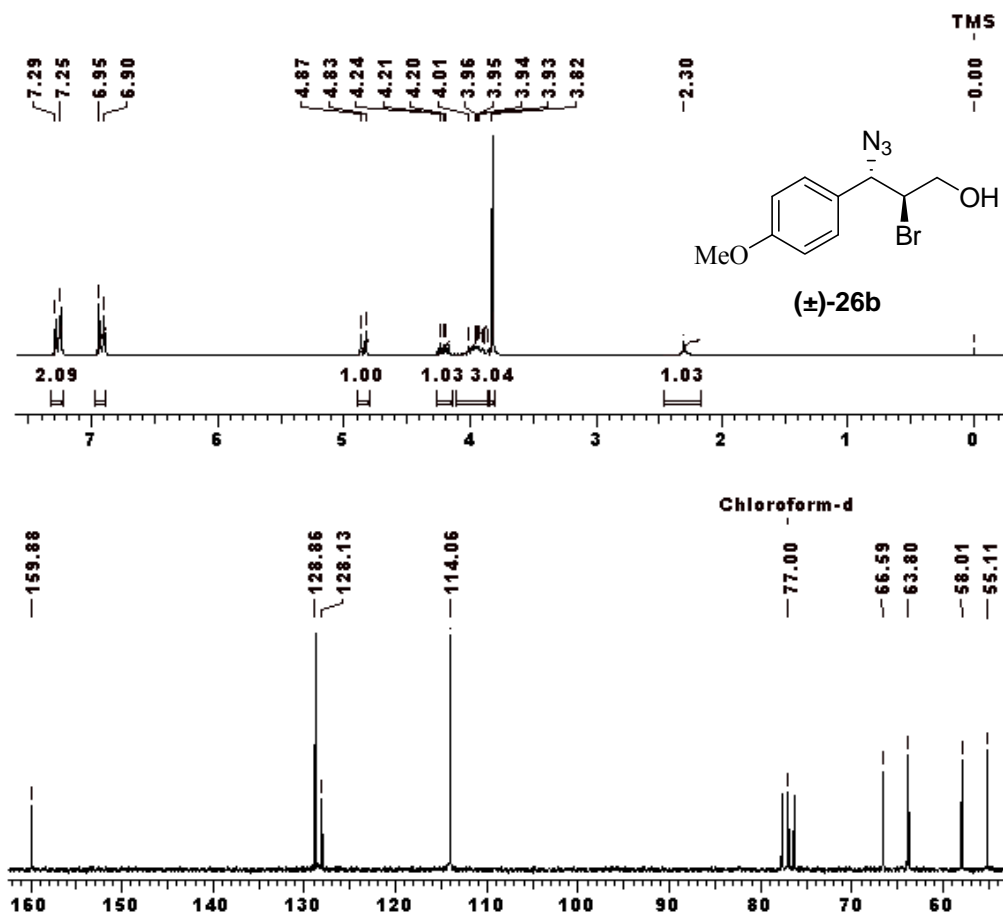 TMS
7.29 7.25 6.95 6.90 4.87 4.83 4.24 4.21 4.20 4.01 3.96 3.95 3.94 3.93 3.82 2.30 0.00
N3
OH
Br
MeO
(±)-26b
2.09 1.00 1.03 3.04 1.03
7 6 5 4 3 2 1 0
Chloroform-d
159.88 128.86 128.13 114.06 77.00 66.59 63.80 58.01 55.11
160 150 140 130 120 110 100 90 80 70 60